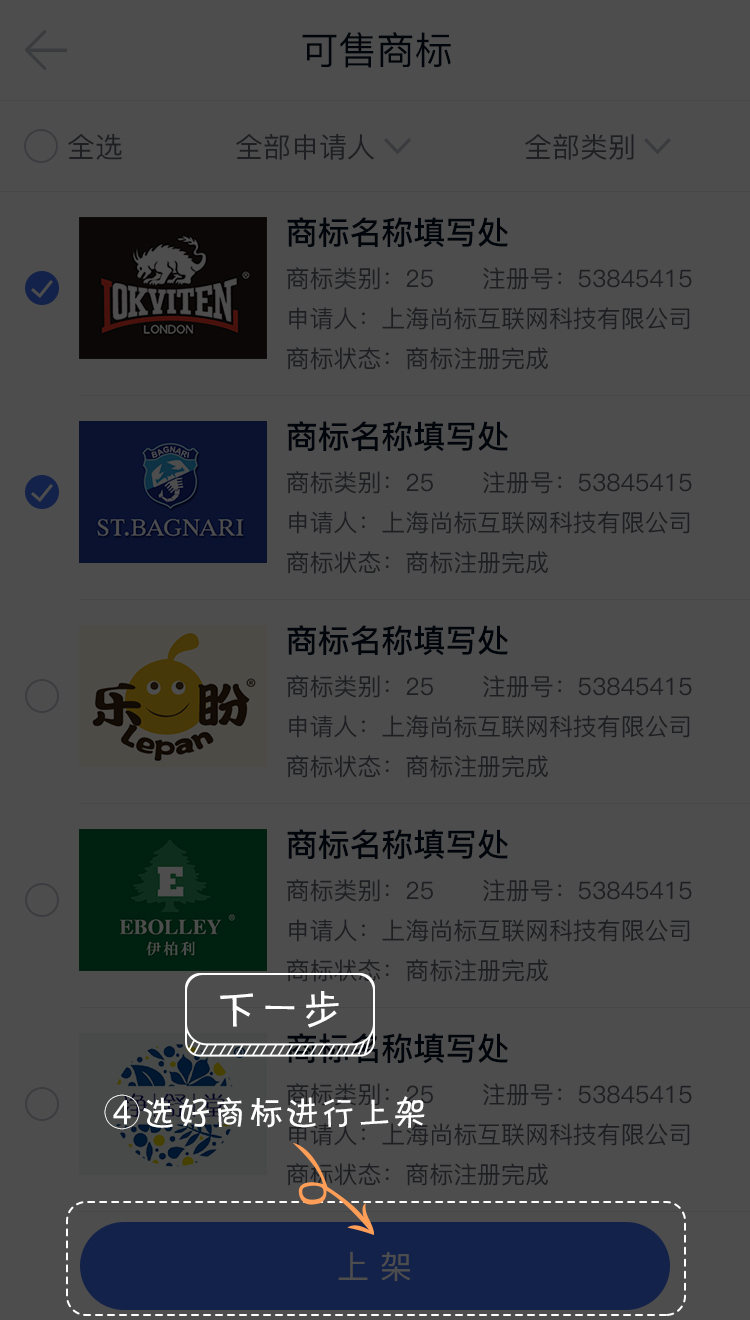 可售商标
全选 全部申请人 全部类别
商标名称填写处
商标类别：25 注册号：53845415
申请人：上海尚标互联网科技有限公司
商标状态：商标注册完成
OKVITEN®
LONDON
商标名称填写处
商标类别：25 注册号：53845415
申请人：上海尚标互联网科技有限公司
商标状态：商标注册完成
BAGNARI
ST.BAGNARI
商标名称填写处
商标类别：25 注册号：53845415
申请人：上海尚标互联网科技有限公司
商标状态：商标注册完成
乐盼®
Lepan
商标名称填写处
商标类别：25 注册号：53845415
申请人：上海尚标互联网科技有限公司
商标状态：商标注册完成
E
EBOLLEY®
伊柏利
下一步
商标名称填写处
商标类别：25 注册号：53845415
④选好商标进行上架
申请人：上海尚标互联网科技有限公司
商标状态：商标注册完成
上架